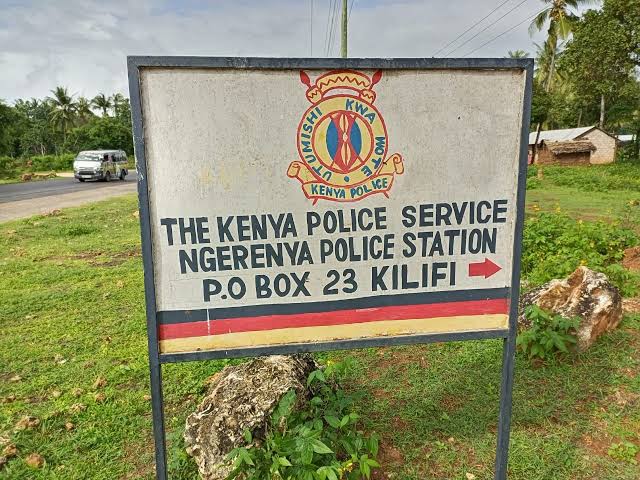 UTUMISHI KWA WOTE
KENYA POLICE
THE KENYA POLICE SERVICE
NGERENYA POLICE STATION
P.O BOX 23 KILIFI